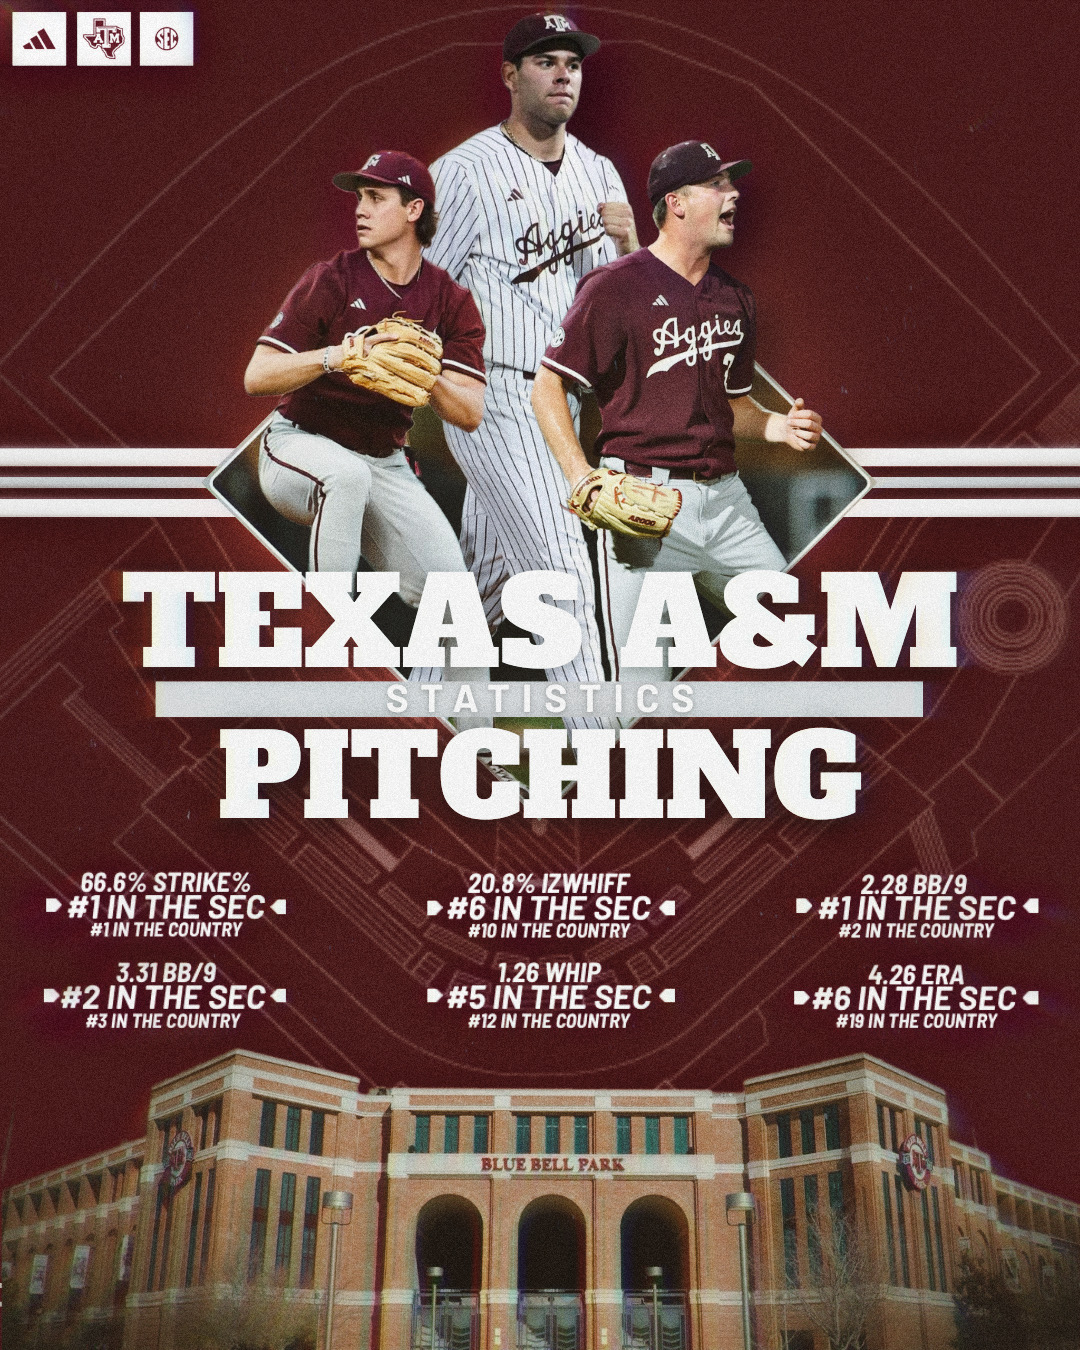 ATM
SEC
ATM
Aggies
Aggies
7
A2000
TEXAS A&M
STATISTICS
PITCHING
66.6% STRIKE%
#1 IN THE SEC
#1 IN THE COUNTRY
20.8% IZWHIFF
#6 IN THE SEC
#10 IN THE COUNTRY
2.28 BB/9
#1 IN THE SEC
#2 IN THE COUNTRY
3.31 BB/9
#2 IN THE SEC
#3 IN THE COUNTRY
1.26 WHIP
#5 IN THE SEC
#12 IN THE COUNTRY
4.26 ERA
#6 IN THE SEC
#19 IN THE COUNTRY
BLUE BELL PARK